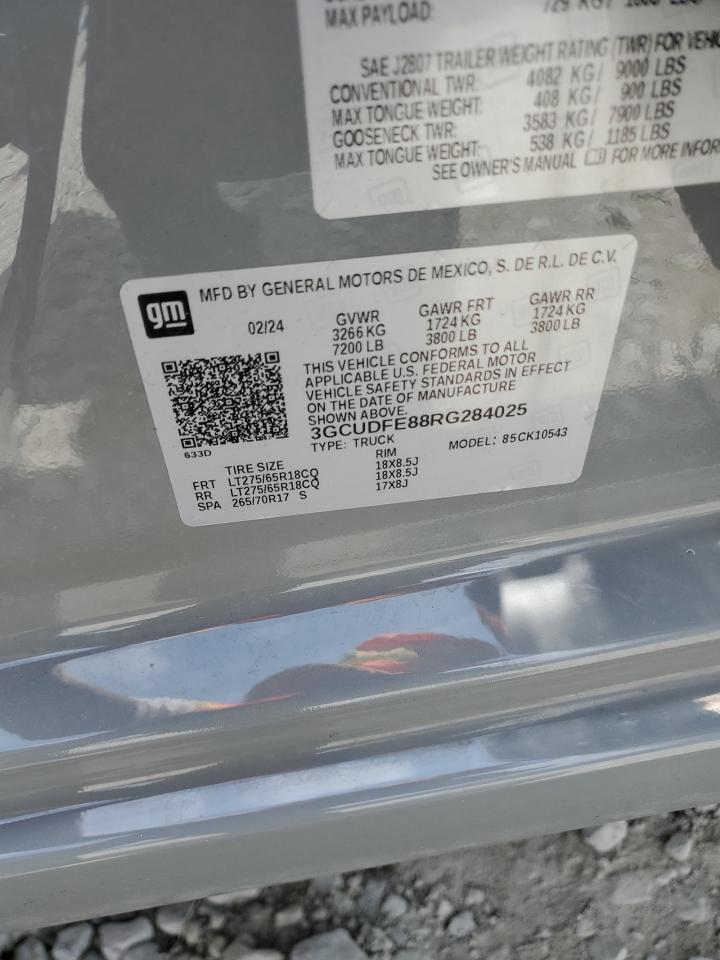 MAX PAYLOAD: 729 KG/
SAE J2807 TRAILER WEIGHT RATING (TWR) FOR
CONVENTIONAL TWR: 4082 KG/ 9000 LBS
MAX TONGUE WEIGHT: 408 KG/ 900 LBS
GOOSENECK TWR: 3583 KG/ 7900 LBS
MAX TONGUE WEIGHT: 538 KG/ 1185 LBS
SEE OWNER'S MANUAL FOR MORE
gm
MFD BY GENERAL MOTORS DE MEXICO, S. DE R.L. DE C.V.
02/24 GVWR GAWR FRT GAWR RR
3266 KG 1724 KG 1724 KG
7200 LB 3800 LB 3800 LB
THIS VEHICLE CONFORMS TO ALL
APPLICABLE U.S. FEDERAL MOTOR
VEHICLE SAFETY STANDARDS IN EFFECT
ON THE DATE OF MANUFACTURE
SHOWN ABOVE.
3GCUDFE88RG284025
633D TYPE: TRUCK MODEL: 85CK10543
TIRE SIZE RIM
FRT LT275/65R18CQ 18X8.5J
RR LT275/65R18CQ 18X8.5J
SPA 265/70R17 S 17X8J